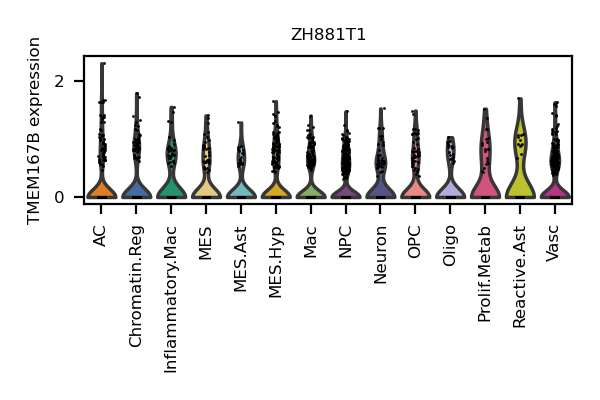 ZH881T1
TMEM167B expression
2
0
AC
Chromatin.Reg
Inflammatory.Mac
MES
MES.Ast
MES.Hyp
Mac
NPC
Neuron
OPC
Oligo
Prolif.Metab
Reactive.Ast
Vasc